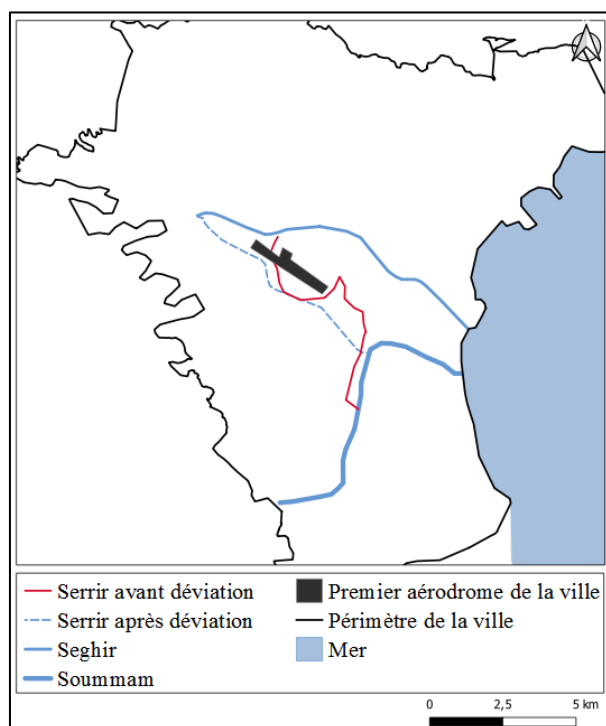 Serrir avant déviation
Premier aérodrome de la ville
Serrir après déviation
Périmètre de la ville
Seghir
Mer
Soummam
0 2,5 5 km